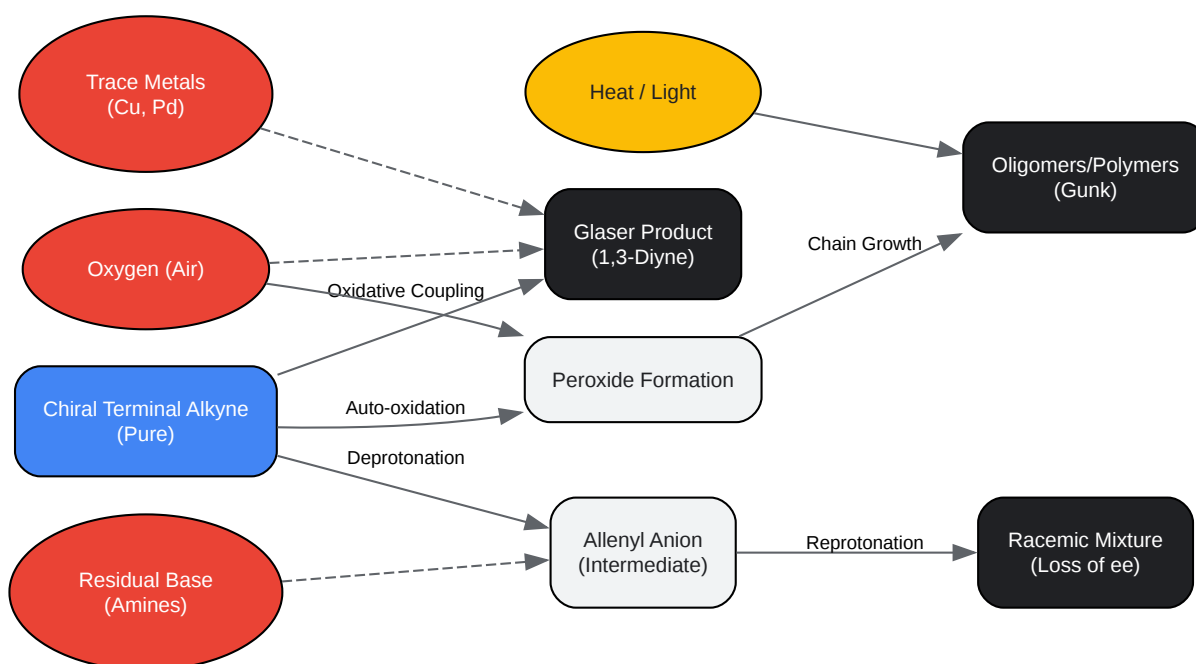 Trace Metals
(Cu, Pd)
Heat / Light
Oligomers/Polymers
(Gunk)
Glaser Product
(1,3-Diyne)
Chain Growth
Oxygen (Air)
Oxidative Coupling
Peroxide Formation
Chiral Terminal Alkyne
(Pure)
Auto-oxidation
Deprotonation
Allenyl Anion
(Intermediate)
Reprotonation
Racemic Mixture
(Loss of ee)
Residual Base
(Amines)